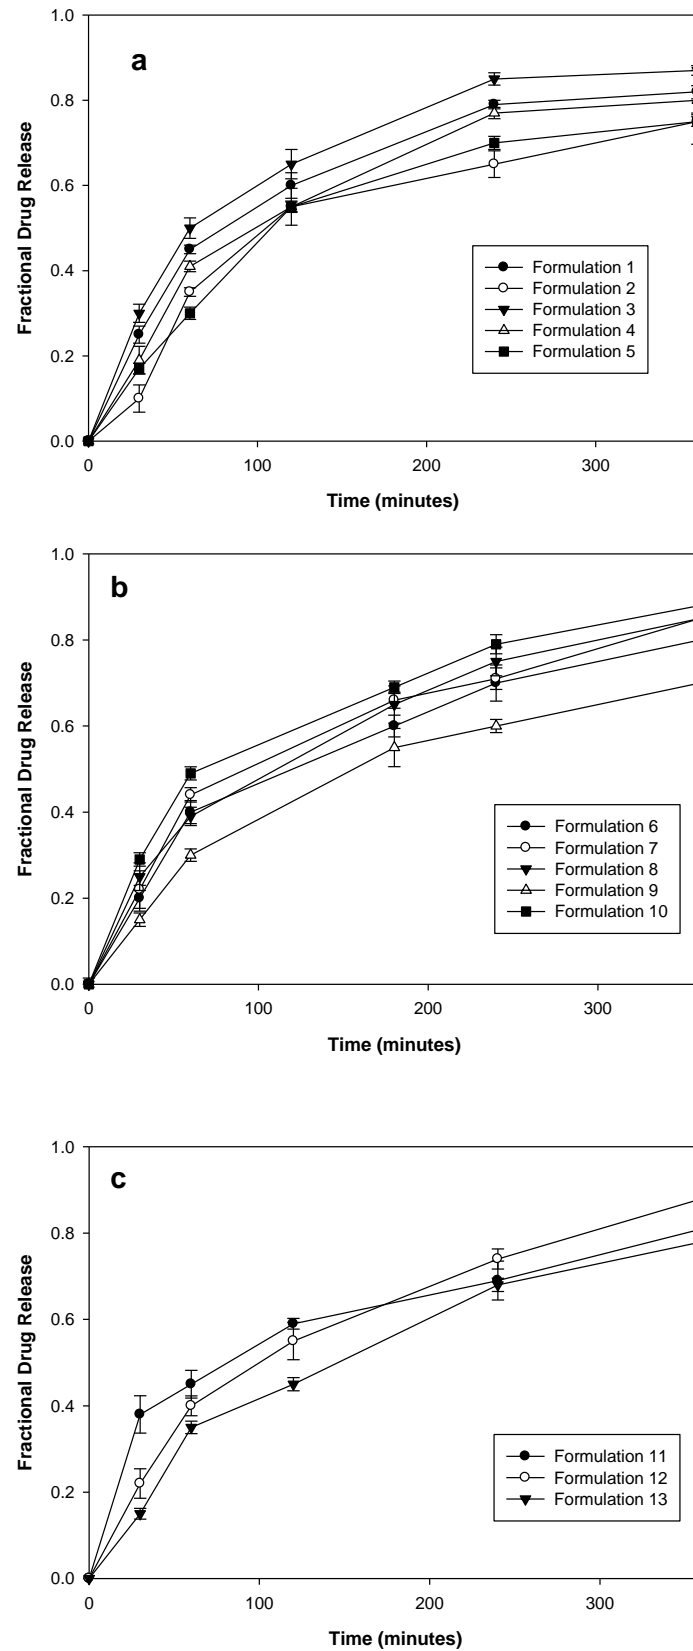 a
1.0
0.8
0.6
0.4
0.2
0.0
Fractional Drug Release
Formulation 1
Formulation 2
Formulation 3
Formulation 4
Formulation 5
0 100 200 300
Time (minutes)
b
1.0
0.8
0.6
0.4
0.2
0.0
Fractional Drug Release
Formulation 6
Formulation 7
Formulation 8
Formulation 9
Formulation 10
0 100 200 300
Time (minutes)
c
1.0
0.8
0.6
0.4
0.2
0.0
Fractional Drug Release
Formulation 11
Formulation 12
Formulation 13
0 100 200 300
Time (minutes)